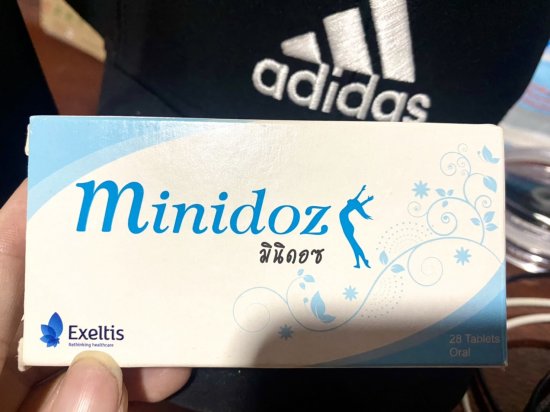 adidas
minidoz
มินิดอซ
Exeltis
Rethinking healthcare
28 Tablets
Oral